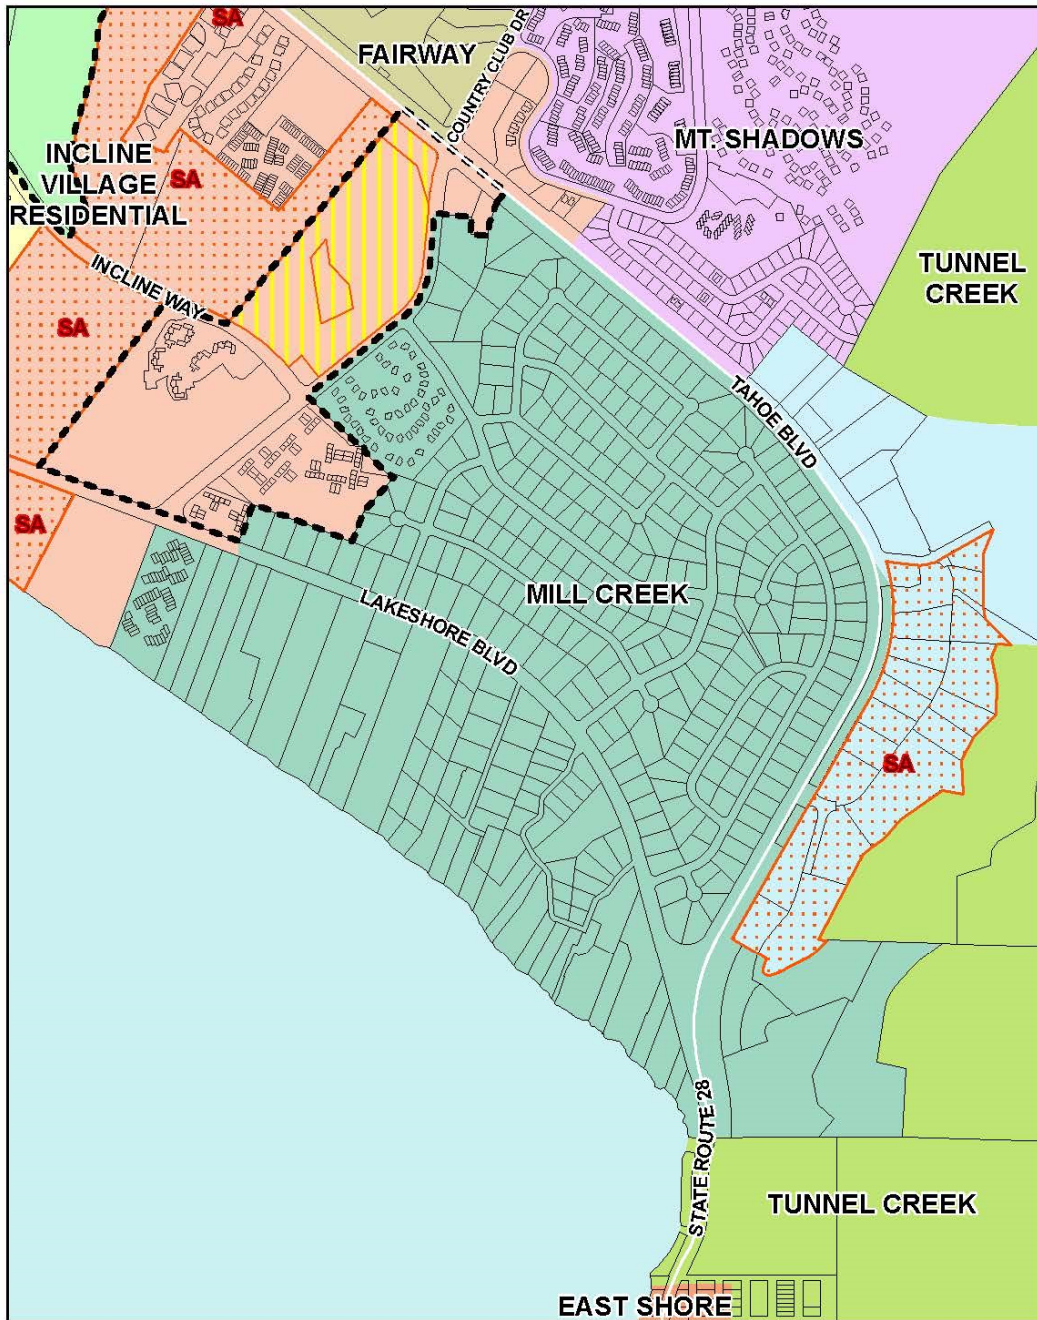 SA
FAIRWAY
COUNTRY CLUB DR
MT. SHADOWS
INCLINE
VILLAGE
RESIDENTIAL
SA
TUNNEL
CREEK
INCLINE WAY
SA
TAHOE BLVD
SA
MILL CREEK
LAKESHORE BLVD
SA
STATE ROUTE 28
TUNNEL CREEK
EAST SHORE